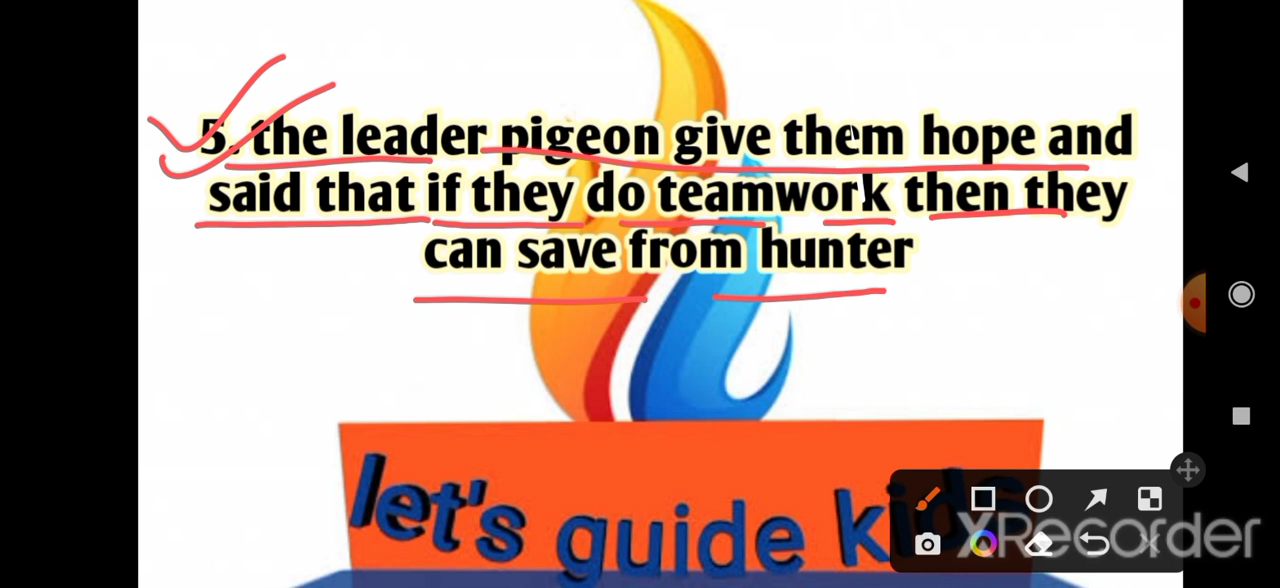 5. the leader pigeon give them hope and
said that if they do teamwork then they
can save from hunter
let's guide kids
XRecorder